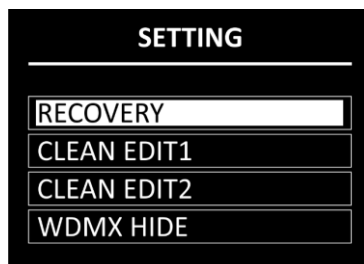 SETTING
RECOVERY
CLEAN EDIT1
CLEAN EDIT2
WDMX HIDE